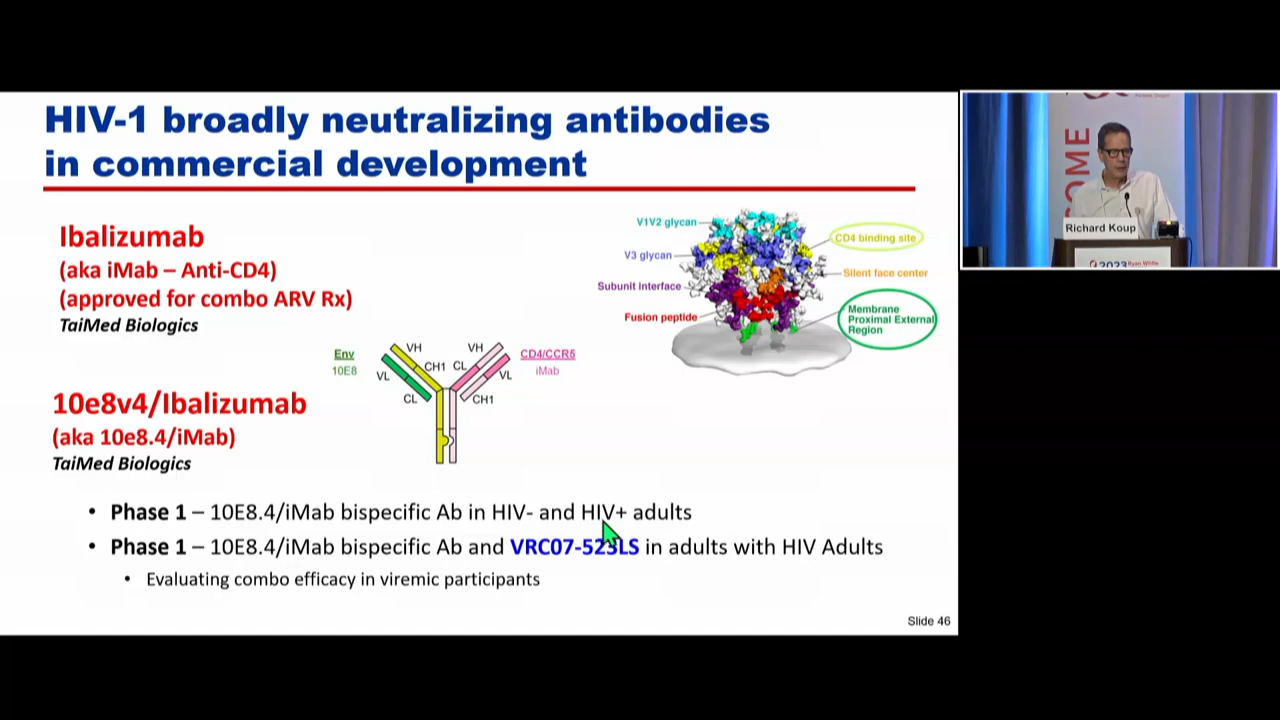 HIV-1 broadly neutralizing antibodies
in commercial development
Ibalizumab
(aka iMab – Anti-CD4)
(approved for combo ARV Rx)
TaiMed Biologics
V1V2 glycan
V3 glycan
Subunit interface
Fusion peptide
CD4 binding site
Silent face center
Membrane
Proximal External
Region
Env
10E8
VH
VL
CH1
CL
VH
CL
VL
CH1
CD4/CCR5
iMab
10e8v4/Ibalizumab
(aka 10e8.4/iMab)
TaiMed Biologics
• Phase 1 – 10E8.4/iMab bispecific Ab in HIV- and HIV+ adults
• Phase 1 – 10E8.4/iMab bispecific Ab and VRC07-523LS in adults with HIV Adults
• Evaluating combo efficacy in viremic participants
Slide 46
OME
Richard Koup
2023 Ryan White